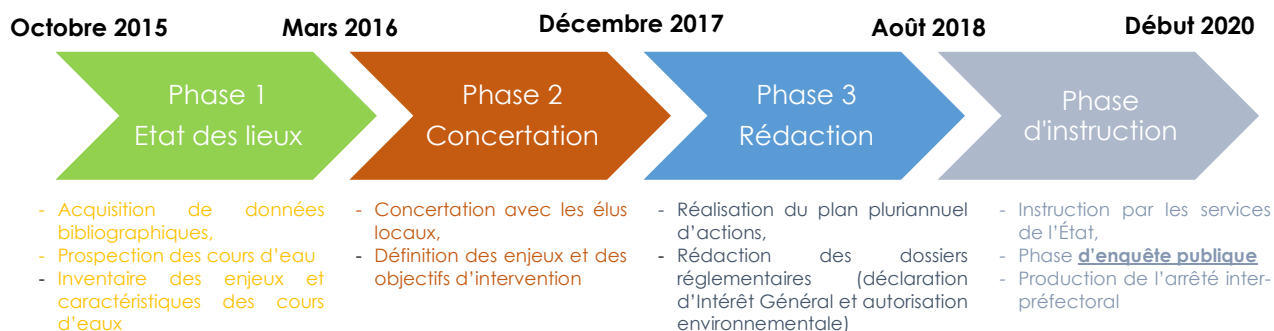 Octobre 2015
Mars 2016
Décembre 2017
Août 2018
Début 2020
Phase 1
Etat des lieux
Phase 2
Concertation
Phase 3
Rédaction
Phase
d'instruction
- Acquisition de données
bibliographiques,
- Prospection des cours d'eau
- Inventaire des enjeux et
caractéristiques des cours
d'eaux
- Concertation avec les élus
locaux,
- Définition des enjeux et des
objectifs d'intervention
- Réalisation du plan pluriannuel
d'actions,
- Rédaction des dossiers
réglementaires (déclaration
d'Intérêt Général et autorisation
environnementale)
- Instruction par les services
de l'État,
- Phase d'enquête publique
- Production de l'arrêté inter-
préfectoral